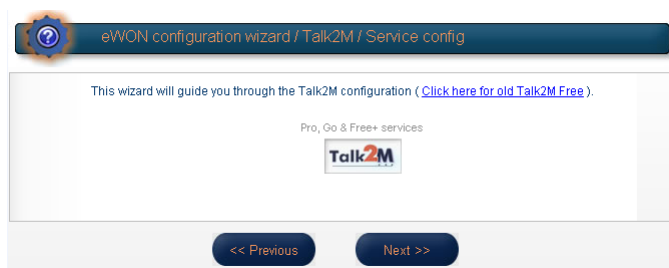 eWON configuration wizard / Talk2M / Service config
This wizard will guide you through the Talk2M configuration ( Click here for old Talk2M Free ).
Pro, Go & Free+ services
Talk2M
<< Previous
Next >>